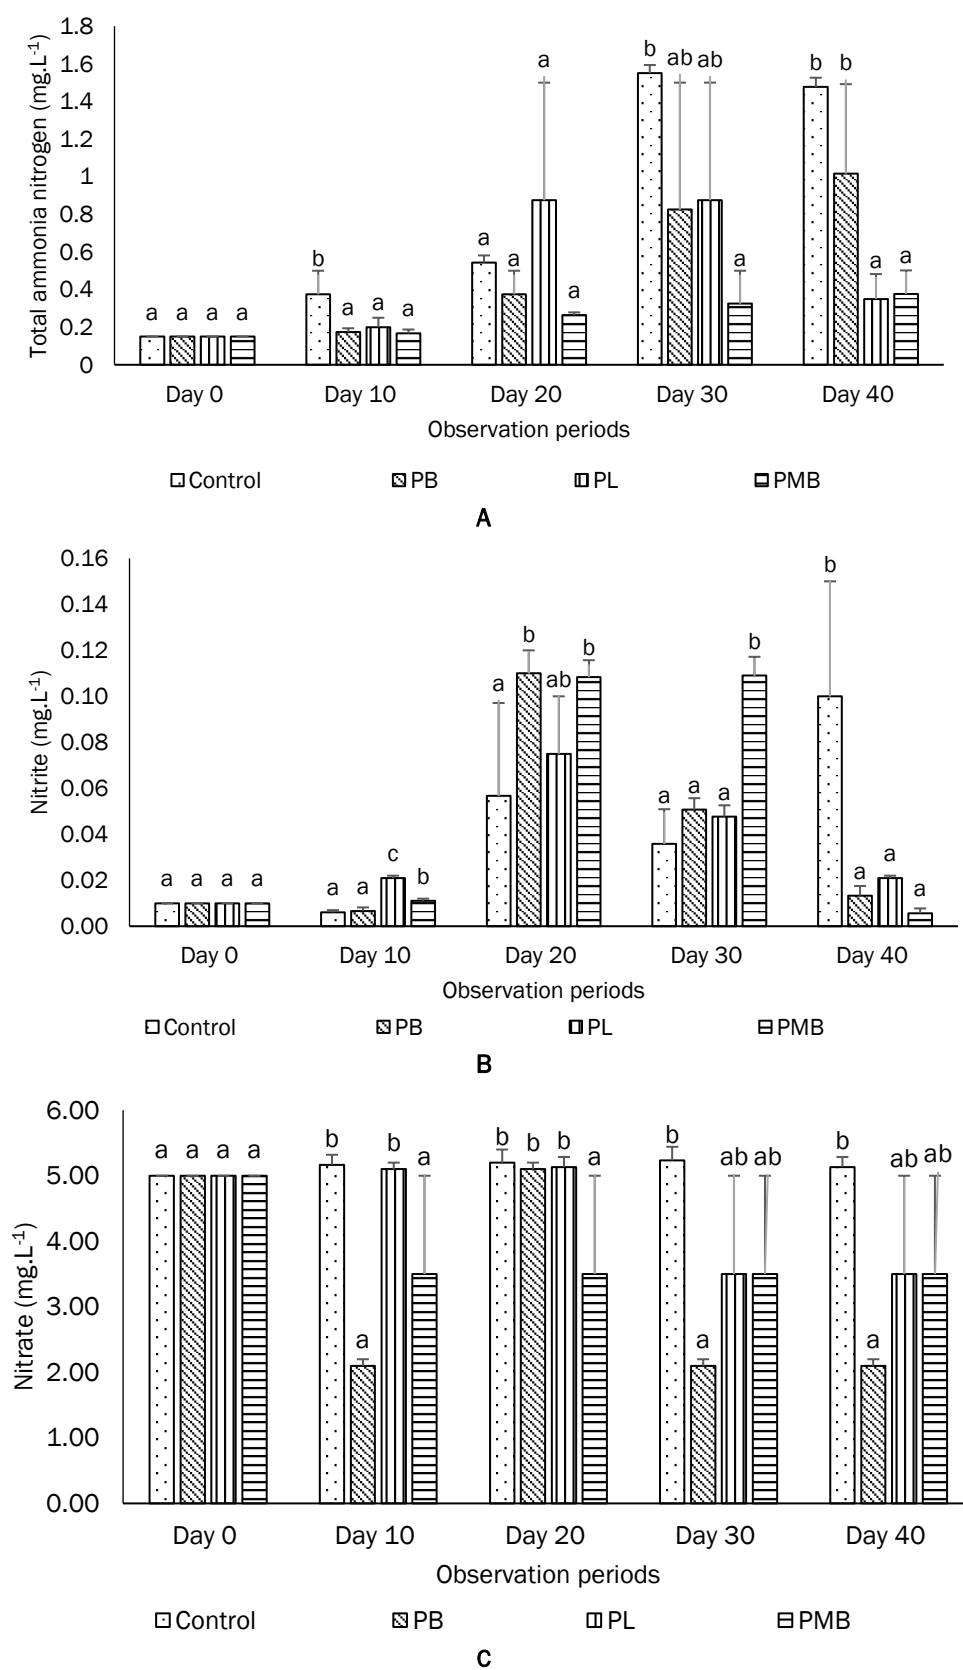 Total ammonia nitrogen (mg.L-1)
1.8
1.6
1.4
1.2
1
0.8
0.6
0.4
0.2
0
a a a a
b a a a
a a a a
b ab ab a
b b a a
Day 0 Day 10 Day 20 Day 30 Day 40
Observation periods
Control PB PL PMB
A
Nitrite (mg.L-1)
0.16
0.14
0.12
0.10
0.08
0.06
0.04
0.02
0.00
a a a a
a a c b
a b ab b
a a a b
b a a a
Day 0 Day 10 Day 20 Day 30 Day 40
Observation periods
Control PB PL PMB
B
Nitrate (mg.L-1)
6.00
5.00
4.00
3.00
2.00
1.00
0.00
a a a a
b a b a
b b b a
b a ab ab
b a ab ab
Day 0 Day 10 Day 20 Day 30 Day 40
Observation periods
Control PB PL PMB
C